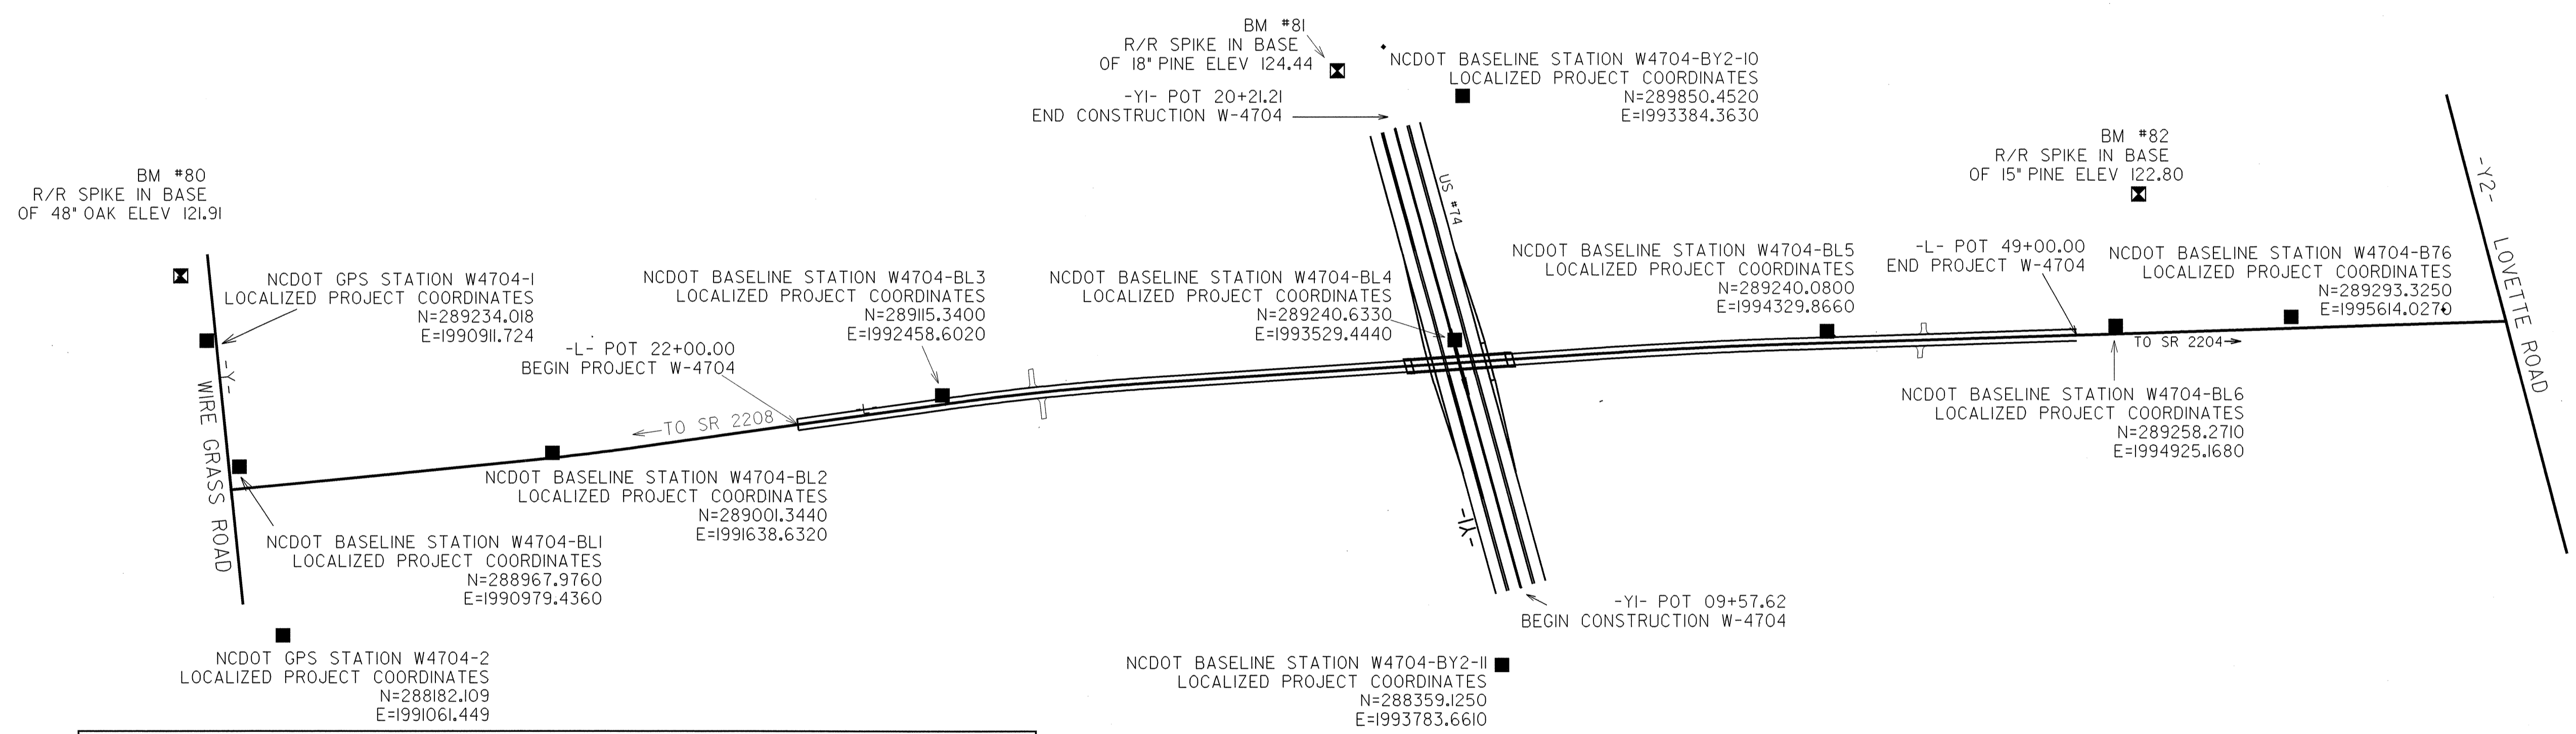 BM #81
R/R SPIKE IN BASE
OF 18" PINE ELEV 124.44
-Y1- POT 20+21.21
END CONSTRUCTION W-4704
NCDOT BASELINE STATION W4704-BY2-10
LOCALIZED PROJECT COORDINATES
N=289850.4520
E=1993384.3630
BM #82
R/R SPIKE IN BASE
OF 15" PINE ELEV 122.80
BM #80
R/R SPIKE IN BASE
OF 48" OAK ELEV 121.91
US #74
-Y2- LOVETTE ROAD
NCDOT GPS STATION W4704-1
LOCALIZED PROJECT COORDINATES
N=289234.018
E=1990911.724
NCDOT BASELINE STATION W4704-BL3
LOCALIZED PROJECT COORDINATES
N=289115.3400
E=1992458.6020
NCDOT BASELINE STATION W4704-BL4
LOCALIZED PROJECT COORDINATES
N=289240.6330
E=1993529.4440
NCDOT BASELINE STATION W4704-BL5
LOCALIZED PROJECT COORDINATES
N=289240.0800
E=1994329.8660
-L- POT 49+00.00
END PROJECT W-4704
NCDOT BASELINE STATION W4704-B76
LOCALIZED PROJECT COORDINATES
N=289293.3250
E=1995614.0270
-L- POT 22+00.00
BEGIN PROJECT W-4704
TO SR 2204
-Y- WIRE GRASS ROAD
-L-
TO SR 2208
NCDOT BASELINE STATION W4704-BL6
LOCALIZED PROJECT COORDINATES
N=289258.2710
E=1994925.1680
NCDOT BASELINE STATION W4704-BL2
LOCALIZED PROJECT COORDINATES
N=289001.3440
E=1991638.6320
-Y1-
NCDOT BASELINE STATION W4704-BL1
LOCALIZED PROJECT COORDINATES
N=288967.9760
E=1990979.4360
-Y1- POT 09+57.62
BEGIN CONSTRUCTION W-4704
NCDOT GPS STATION W4704-2
LOCALIZED PROJECT COORDINATES
N=288182.109
E=1991061.449
NCDOT BASELINE STATION W4704-BY2-11
LOCALIZED PROJECT COORDINATES
N=288359.1250
E=1993783.6610